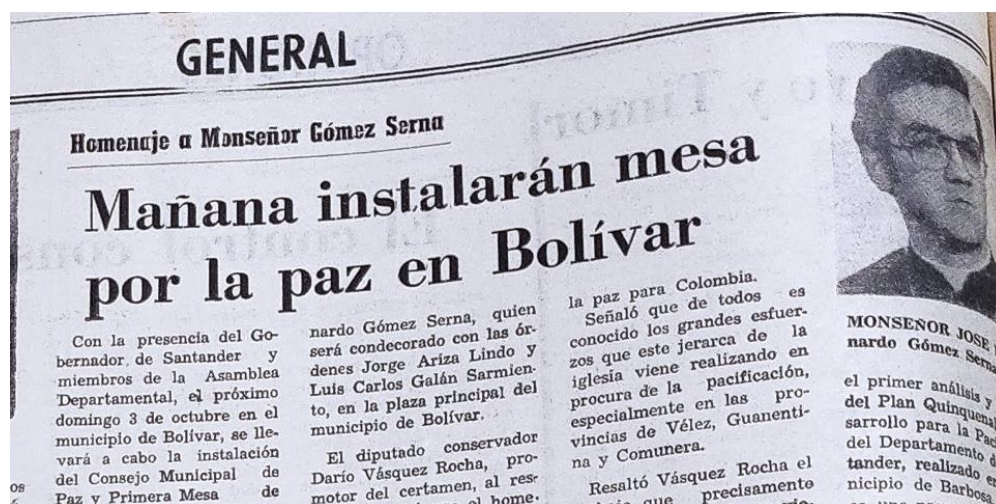 GENERAL
Homenaje a Monseñor Gómez Serna
Mañana instalarán mesa
por la paz en Bolívar
Con la presencia del Go-
bernador de Santander y
miembros de la Asamblea
Departamental, el próximo
domingo 3 de octubre en el
municipio de Bolívar, se lle-
vará a cabo la instalación
del Consejo Municipal de
Paz y Primera Mesa de
nardo Gómez Serna, quien
será condecorado con las ór-
denes Jorge Ariza Lindo y
Luis Carlos Galán Sarmien-
to, en la plaza principal del
municipio de Bolívar.
El diputado conservador
Darío Vásquez Rocha, pro-
motor del certamen, al res-
el home-
la paz para Colombia.
Señaló que de todos es
conocido los grandes esfuer-
zos que este jerarca de la
iglesia viene realizando en
procura de la pacificación,
especialmente en las pro-
vincias de Vélez, Guanenti-
na y Comunera.
Resaltó Vásquez Rocha el
que precisamente
MONSEÑOR JOSE
nardo Gómez Serna
el primer análisis y
del Plan Quinquenal
sarrollo para la
del Departamento
tander, realizado en
nicipio de Barbosa